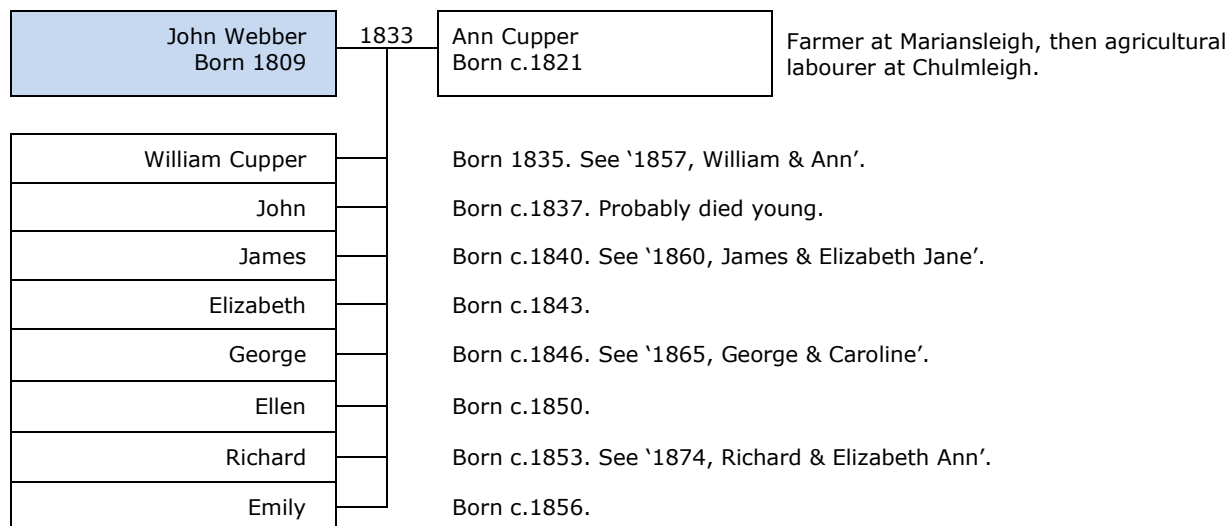 John Webber
Born 1809
1833
Ann Cupper
Born c.1821
Farmer at Mariansleigh, then agricultural
labourer at Chulmleigh.
William Cupper
Born 1835. See ‘1857, William & Ann’.
John
Born c.1837. Probably died young.
James
Born c.1840. See ‘1860, James & Elizabeth Jane’.
Elizabeth
Born c.1843.
George
Born c.1846. See ‘1865, George & Caroline’.
Ellen
Born c.1850.
Richard
Born c.1853. See ‘1874, Richard & Elizabeth Ann’.
Emily
Born c.1856.